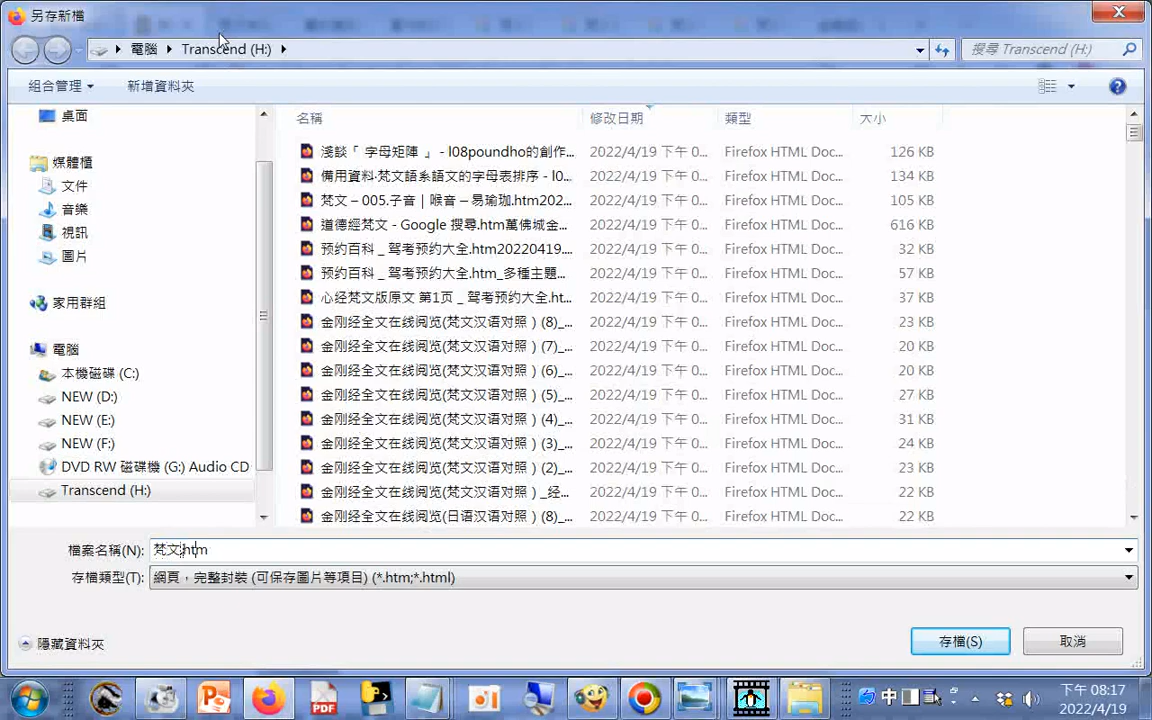 另存新檔
電腦 Transcend (H:)
搜尋 Transcend (H:)
組合管理 新增資料夾
名稱 修改日期 類型 大小
淺談「 字母矩陣 」 - l08poundho的創作... 2022/4/19 下午 0... Firefox HTML Doc... 126 KB
備用資料·梵文語系語文的字母表排序 - l0... 2022/4/19 下午 0... Firefox HTML Doc... 134 KB
梵文 – 005.子音｜喉音 – 易瑜珈.htm202... 2022/4/19 下午 0... Firefox HTML Doc... 105 KB
道德經梵文 - Google 搜尋.htm萬佛城金... 2022/4/19 下午 0... Firefox HTML Doc... 616 KB
预约百科 _ 驾考预约大全.htm20220419.... 2022/4/19 下午 0... Firefox HTML Doc... 32 KB
预约百科 _ 驾考预约大全.htm_多種主題... 2022/4/19 下午 0... Firefox HTML Doc... 57 KB
心经梵文版原文 第1页 _ 驾考预约大全.ht... 2022/4/19 下午 0... Firefox HTML Doc... 37 KB
金刚经全文在线阅览(梵文汉语对照 ) (8)_... 2022/4/19 下午 0... Firefox HTML Doc... 23 KB
金刚经全文在线阅览(梵文汉语对照 ) (7)_... 2022/4/19 下午 0... Firefox HTML Doc... 20 KB
金刚经全文在线阅览(梵文汉语对照 ) (6)_... 2022/4/19 下午 0... Firefox HTML Doc... 20 KB
金刚经全文在线阅览(梵文汉语对照 ) (5)_... 2022/4/19 下午 0... Firefox HTML Doc... 27 KB
金刚经全文在线阅览(梵文汉语对照 ) (4)_... 2022/4/19 下午 0... Firefox HTML Doc... 31 KB
金刚经全文在线阅览(梵文汉语对照 ) (3)_... 2022/4/19 下午 0... Firefox HTML Doc... 24 KB
金刚经全文在线阅览(梵文汉语对照 ) (2)_... 2022/4/19 下午 0... Firefox HTML Doc... 23 KB
金刚经全文在线阅览(梵文汉语对照 ) _经... 2022/4/19 下午 0... Firefox HTML Doc... 22 KB
金刚经全文在线阅览(日语汉语对照 ) (8)_... 2022/4/19 下午 0... Firefox HTML Doc... 22 KB
桌面
媒體櫃
文件
音樂
視訊
圖片
家用群組
電腦
本機磁碟 (C:)
NEW (D:)
NEW (E:)
NEW (F:)
DVD RW 磁碟機 (G:) Audio CD
Transcend (H:)
檔案名稱(N): 梵文.htm
存檔類型(T): 網頁，完整封裝 (可保存圖片等項目) (*.htm;*.html)
隱藏資料夾 存檔(S) 取消
PDF
中
下午 08:17
2022/4/19